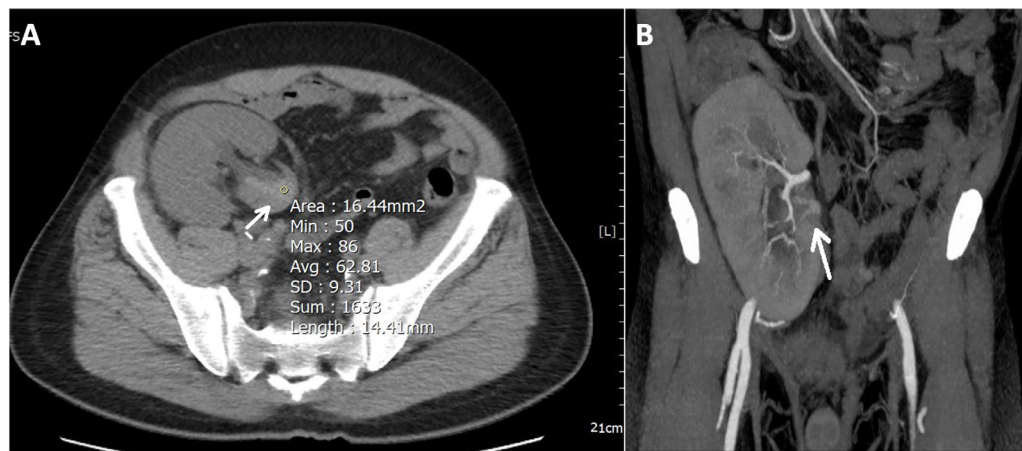 FS
A
Area : 16.44mm2
Min : 50
Max : 86
Avg : 62.81
SD : 9.31
Sum : 1633
Length : 14.41mm
B
[L]
21cm